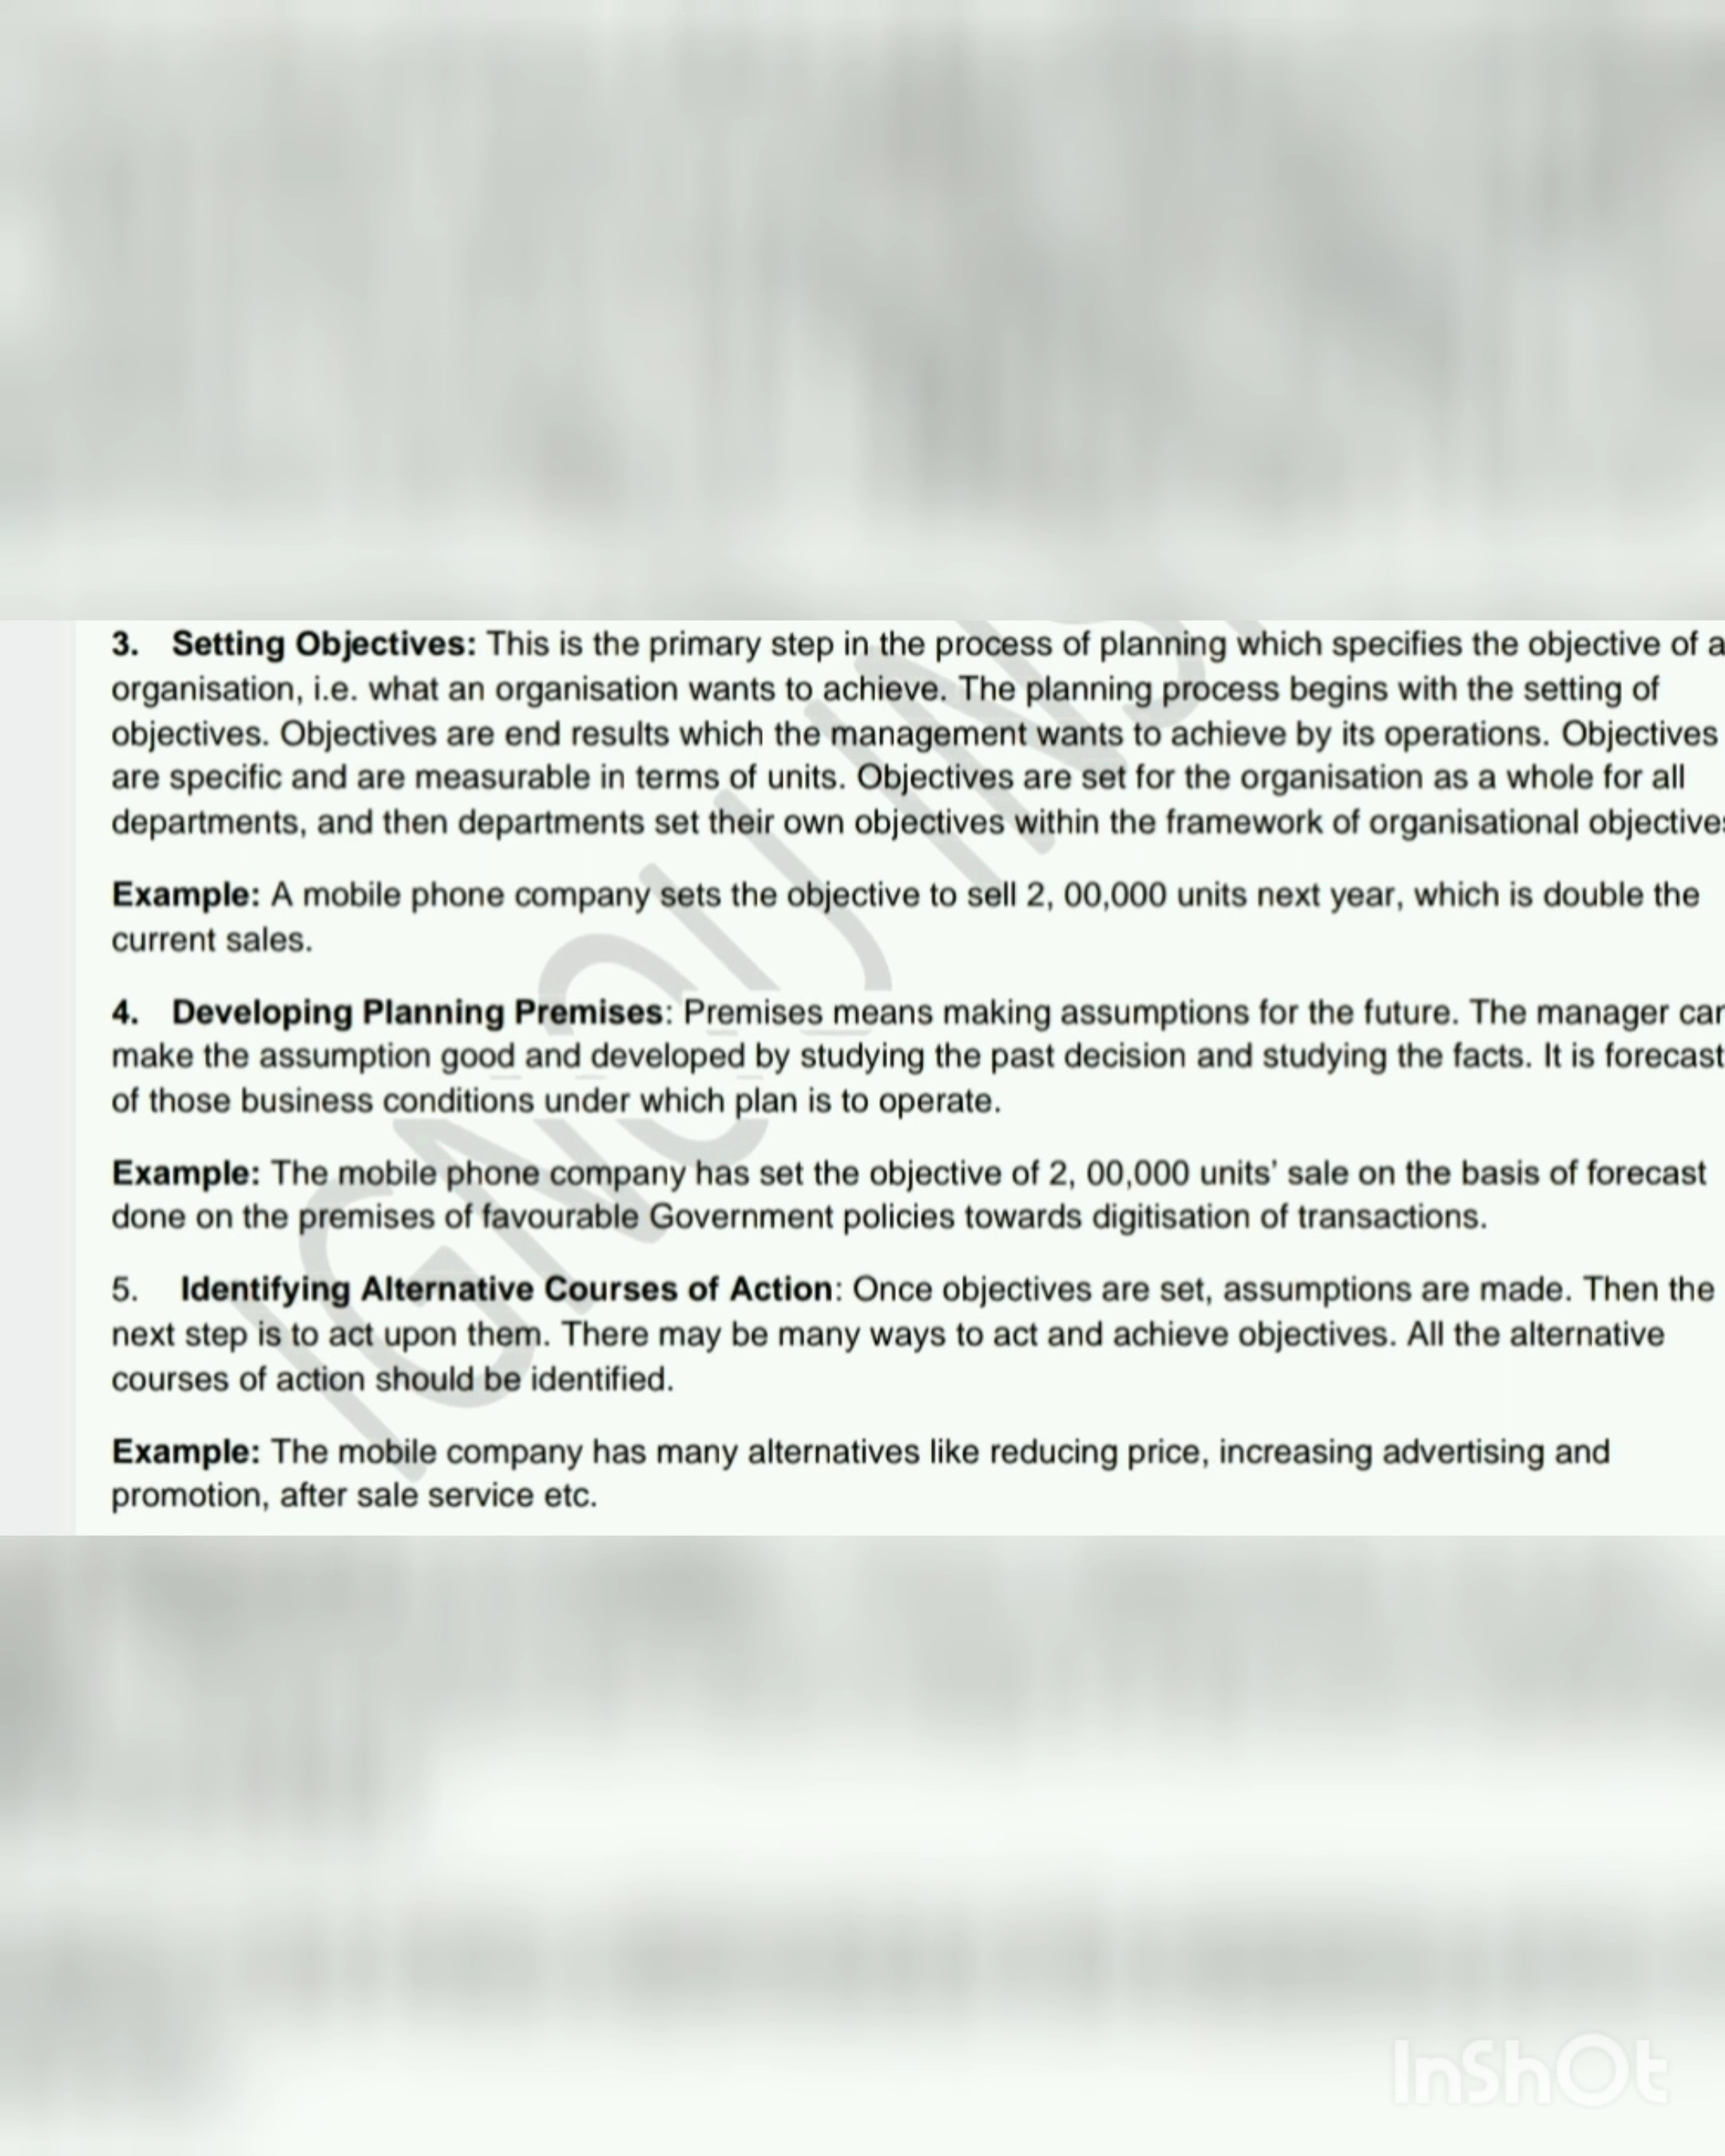 3. Setting Objectives: This is the primary step in the process of planning which specifies the objective of a
organisation, i.e. what an organisation wants to achieve. The planning process begins with the setting of
objectives. Objectives are end results which the management wants to achieve by its operations. Objectives
are specific and are measurable in terms of units. Objectives are set for the organisation as a whole for all
departments, and then departments set their own objectives within the framework of organisational objectives
Example: A mobile phone company sets the objective to sell 2, 00,000 units next year, which is double the
current sales.
4. Developing Planning Premises: Premises means making assumptions for the future. The manager can
make the assumption good and developed by studying the past decision and studying the facts. It is forecast
of those business conditions under which plan is to operate.
Example: The mobile phone company has set the objective of 2, 00,000 units’ sale on the basis of forecast
done on the premises of favourable Government policies towards digitisation of transactions.
5. Identifying Alternative Courses of Action: Once objectives are set, assumptions are made. Then the
next step is to act upon them. There may be many ways to act and achieve objectives. All the alternative
courses of action should be identified.
Example: The mobile company has many alternatives like reducing price, increasing advertising and
promotion, after sale service etc.
IGNOU
InShOt